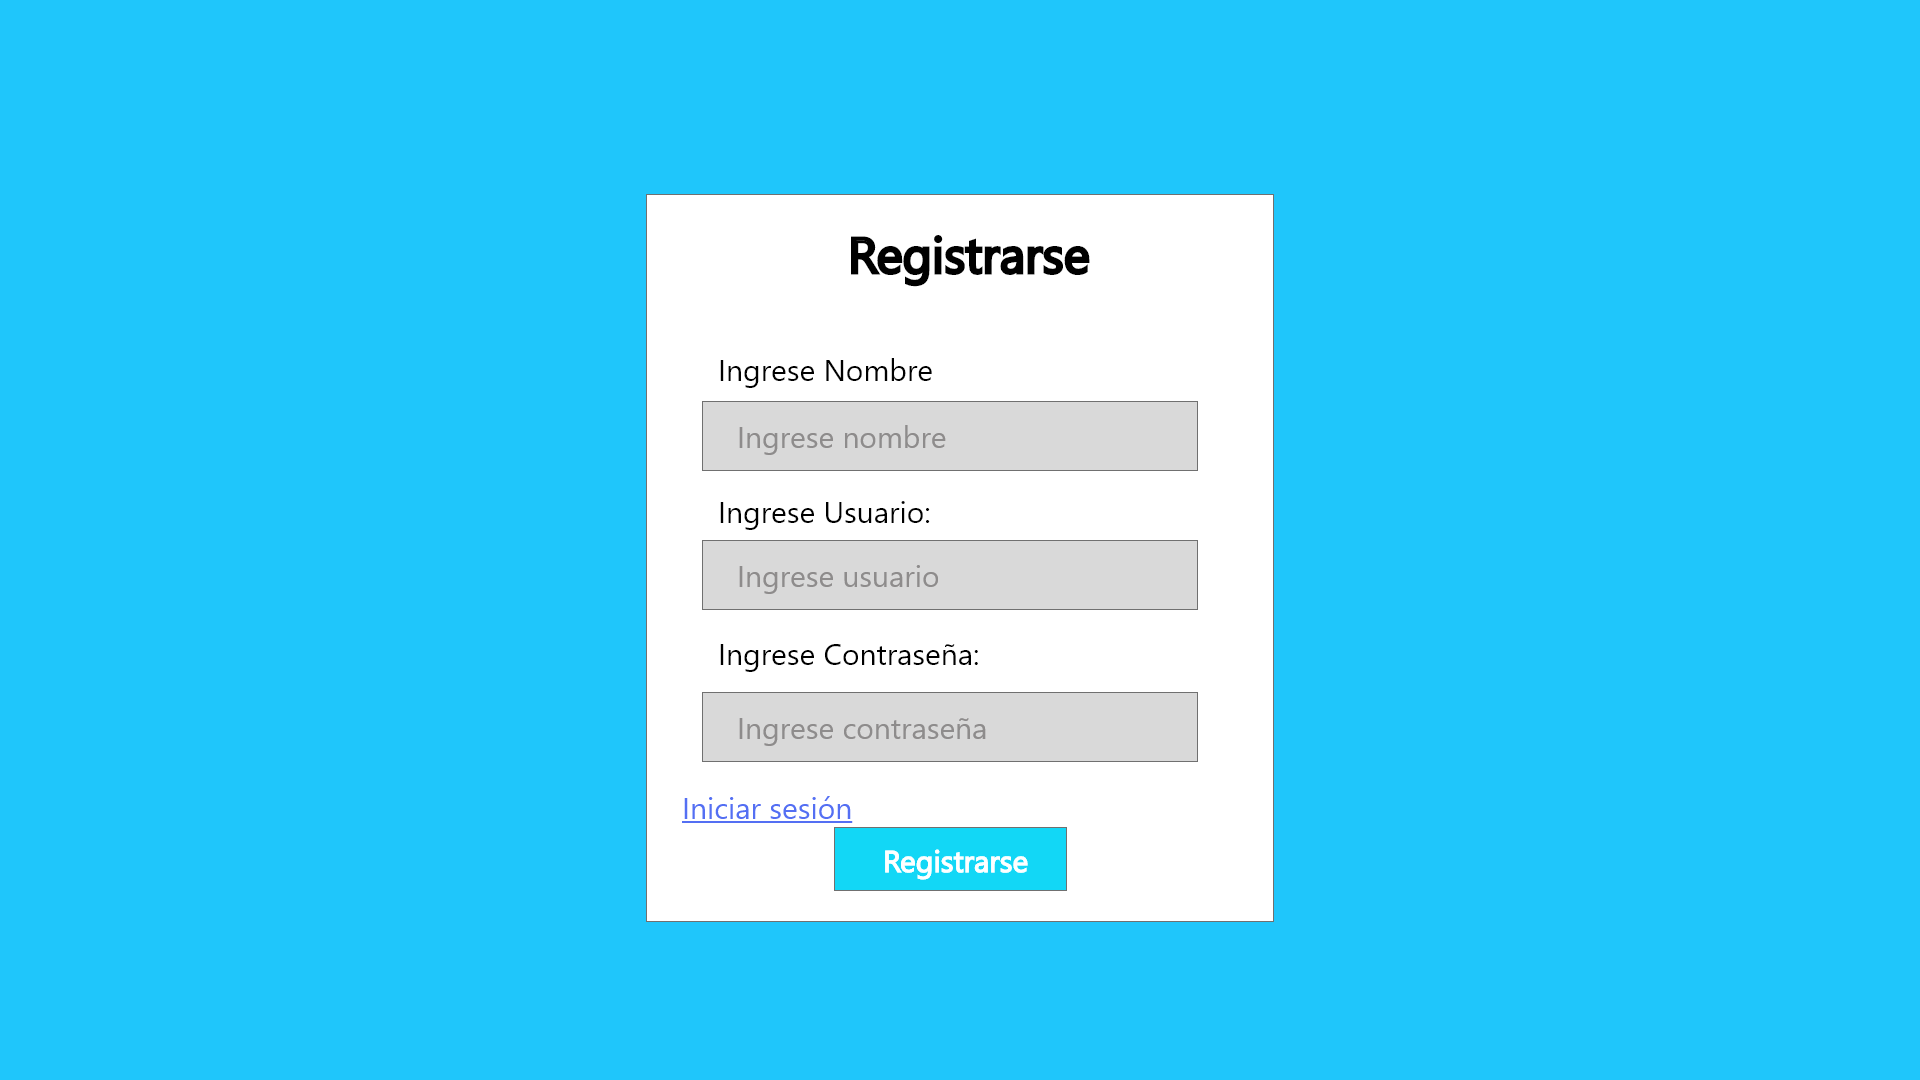 Registrarse
Ingrese Nombre
Ingrese nombre
Ingrese Usuario:
Ingrese usuario
Ingrese Contraseña:
Ingrese contraseña
Iniciar sesión
Registrarse